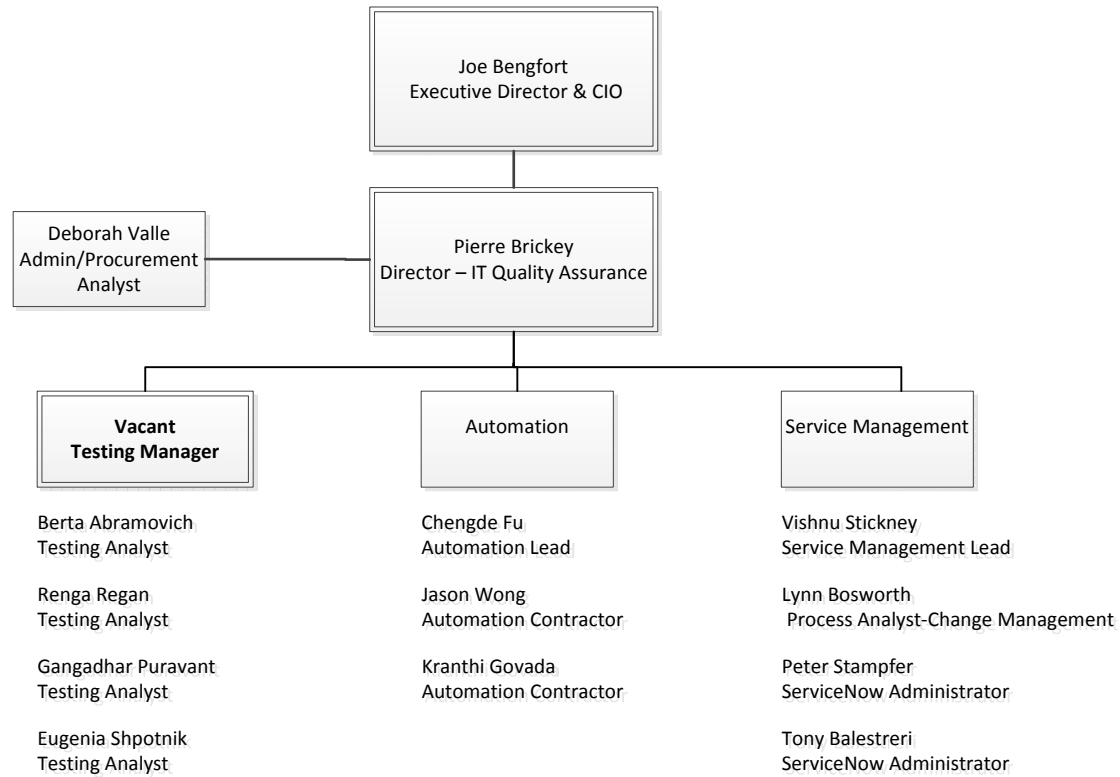 Joe Bengfort
Executive Director & CIO
Deborah Valle
Admin/Procurement
Analyst
Pierre Brickey
Director – IT Quality Assurance
Vacant
Testing Manager
Berta Abramovich
Testing Analyst
Renga Regan
Testing Analyst
Gangadhar Puravant
Testing Analyst
Eugenia Shpotnik
Testing Analyst
Automation
Chengde Fu
Automation Lead
Jason Wong
Automation Contractor
Kranthi Govada
Automation Contractor
Service Management
Vishnu Stickney
Service Management Lead
Lynn Bosworth
Process Analyst-Change Management
Peter Stampfer
ServiceNow Administrator
Tony Balestreri
ServiceNow Administrator